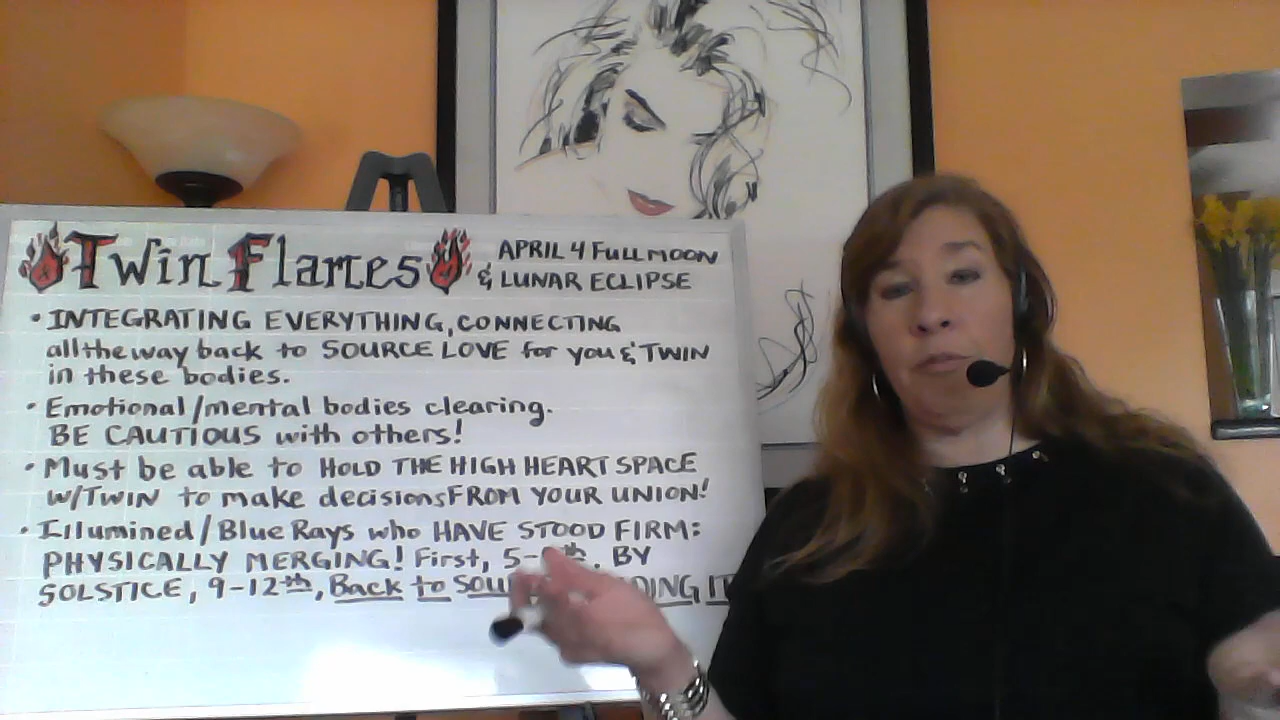 Twin Flames APRIL 4 FULL MOON
& LUNAR ECLIPSE
• INTEGRATING EVERYTHING, CONNECTING
all the way back to SOURCE LOVE for you & TWIN
in these bodies.
• Emotional/mental bodies clearing.
BE CAUTIOUS with others!
• Must be able to HOLD THE HIGH HEART SPACE
w/TWIN to make decisions FROM YOUR UNION!
• Illumined/Blue Rays who HAVE STOOD FIRM:
PHYSICALLY MERGING! First, 5- th. BY
SOLSTICE, 9-12th, Back to